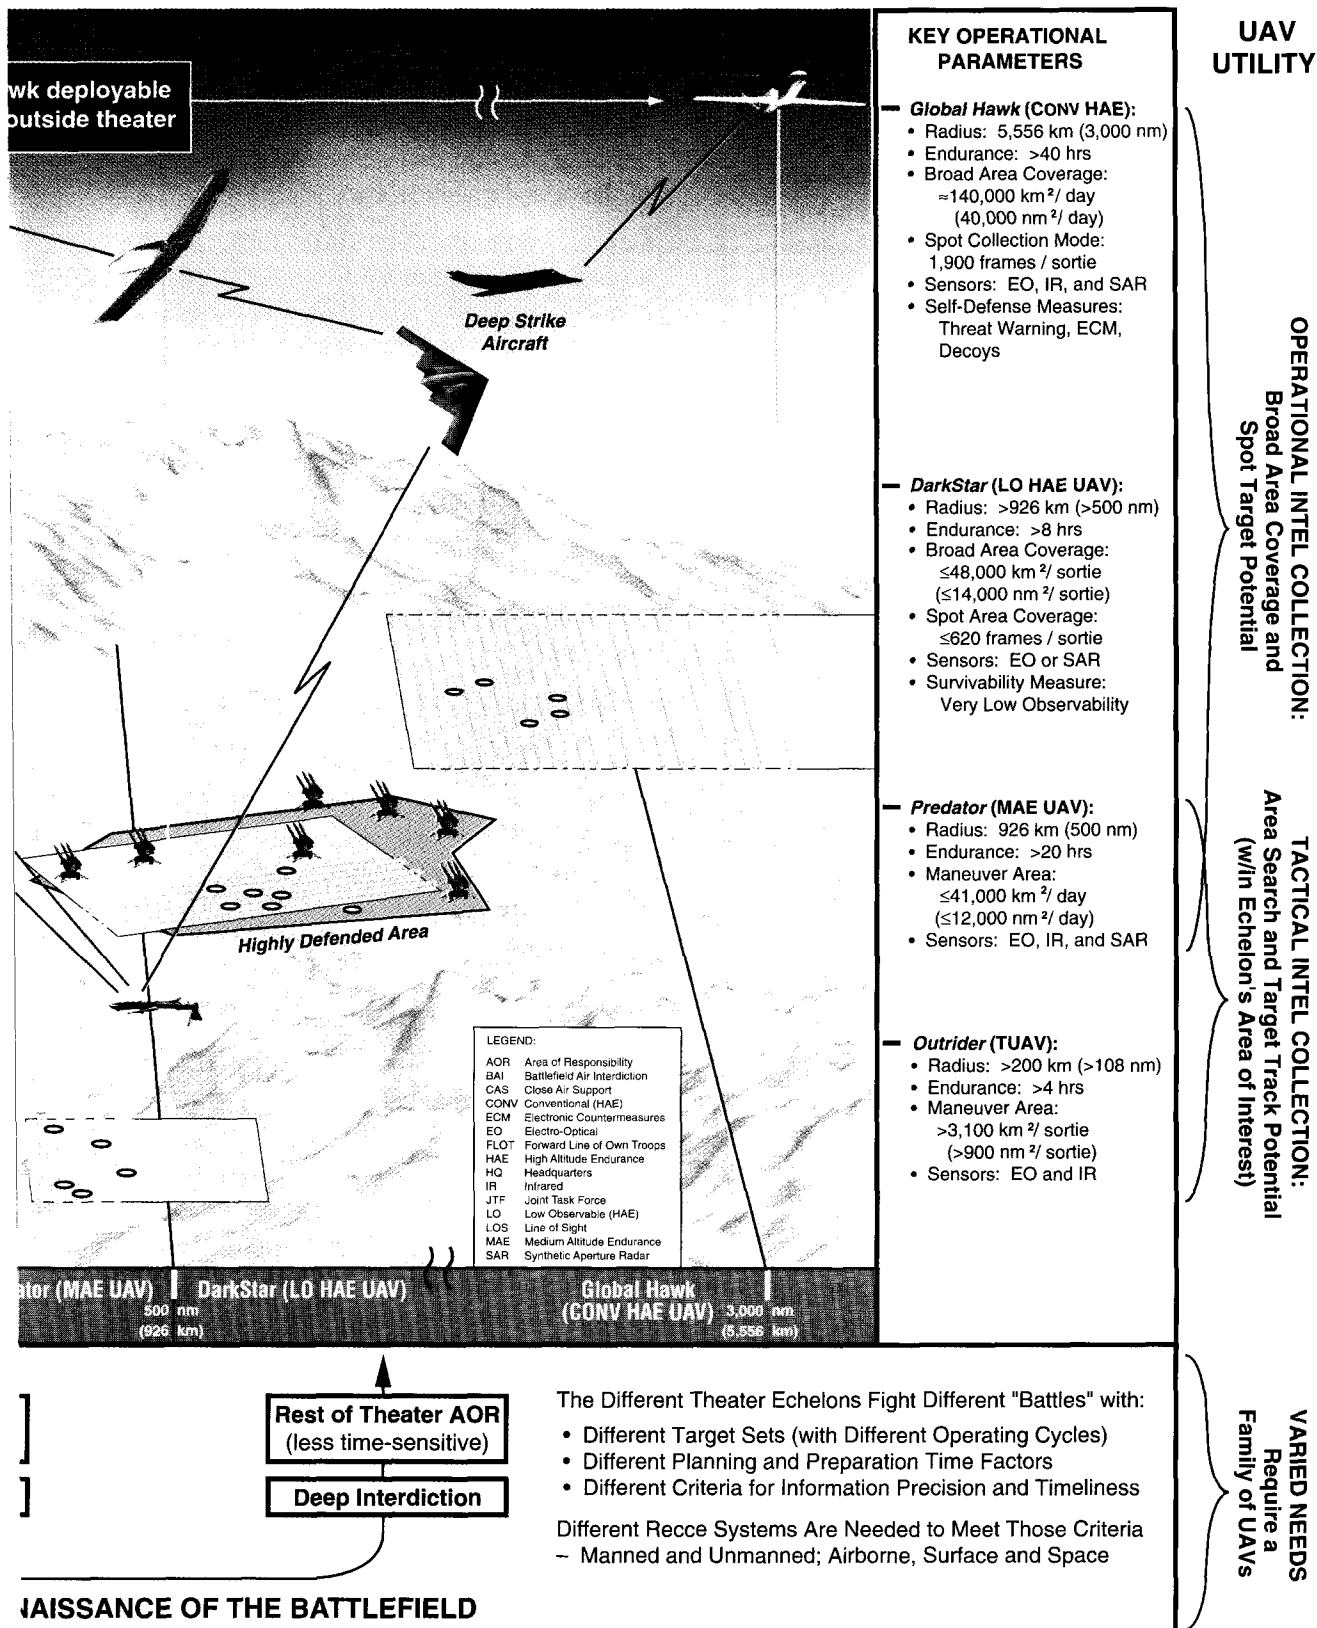 wk deployable
outside theater
Deep Strike
Aircraft
Highly Defended Area
LEGEND:
AOR Area of Responsibility
BAI Battlefield Air Interdiction
CAS Close Air Support
CONV Conventional (HAE)
ECM Electronic Countermeasures
EO Electro-Optical
FLOT Forward Line of Own Troops
HAE High Altitude Endurance
HQ Headquarters
IR Infrared
JTF Joint Task Force
LO Low Observable (HAE)
LOS Line of Sight
MAE Medium Altitude Endurance
SAR Synthetic Aperture Radar
ator (MAE UAV)
500 nm
(926 km)
DarkStar (LO HAE UAV)
Global Hawk
(CONV HAE UAV)
3,000 nm
(5,556 km)
KEY OPERATIONAL
PARAMETERS
– Global Hawk (CONV HAE):
• Radius: 5,556 km (3,000 nm)
• Endurance: >40 hrs
• Broad Area Coverage:
≈140,000 km²/ day
(40,000 nm²/ day)
• Spot Collection Mode:
1,900 frames / sortie
• Sensors: EO, IR, and SAR
• Self-Defense Measures:
Threat Warning, ECM,
Decoys
– DarkStar (LO HAE UAV):
• Radius: >926 km (>500 nm)
• Endurance: >8 hrs
• Broad Area Coverage:
≤48,000 km²/ sortie
(≤14,000 nm²/ sortie)
• Spot Area Coverage:
≤620 frames / sortie
• Sensors: EO or SAR
• Survivability Measure:
Very Low Observability
– Predator (MAE UAV):
• Radius: 926 km (500 nm)
• Endurance: >20 hrs
• Maneuver Area:
≤41,000 km²/ day
(≤12,000 nm²/ day)
• Sensors: EO, IR, and SAR
– Outrider (TUAV):
• Radius: >200 km (>108 nm)
• Endurance: >4 hrs
• Maneuver Area:
>3,100 km²/ sortie
(>900 nm²/ sortie)
• Sensors: EO and IR
UAV
UTILITY
OPERATIONAL INTEL COLLECTION:
Broad Area Coverage and
Spot Target Potential
TACTICAL INTEL COLLECTION:
Area Search and Target Track Potential
(w/in Echelon's Area of Interest)
VARIED NEEDS
Require a
Family of UAVs
Rest of Theater AOR
(less time-sensitive)
Deep Interdiction
The Different Theater Echelons Fight Different "Battles" with:
• Different Target Sets (with Different Operating Cycles)
• Different Planning and Preparation Time Factors
• Different Criteria for Information Precision and Timeliness
Different Recce Systems Are Needed to Meet Those Criteria
– Manned and Unmanned; Airborne, Surface and Space
NAISSANCE OF THE BATTLEFIELD